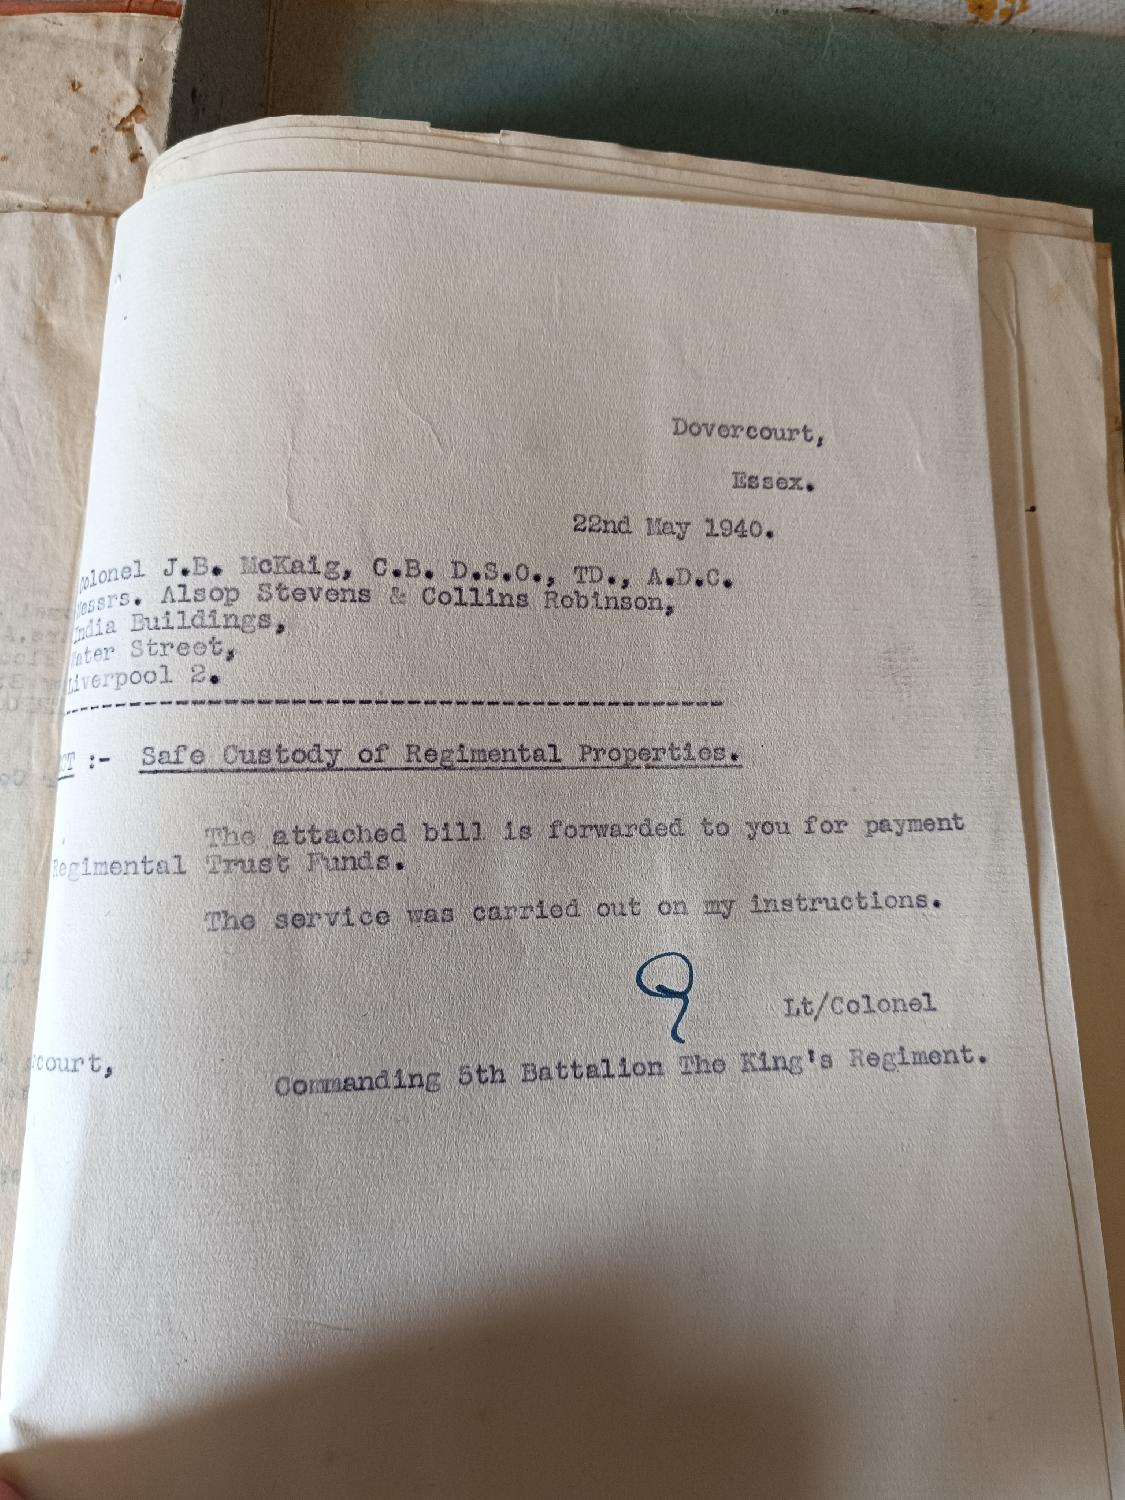 Dovercourt,
Essex.
22nd May 1940.
Colonel J.B. McKaig, C.B. D.S.O., TD., A.D.C.
Messrs. Alsop Stevens & Collins Robinson,
India Buildings,
Water Street,
Liverpool 2.
CT :- Safe Custody of Regimental Properties.
The attached bill is forwarded to you for payment
Regimental Trust Funds.
The service was carried out on my instructions.
Lt/Colonel
court,
Commanding 5th Battalion The King's Regiment.